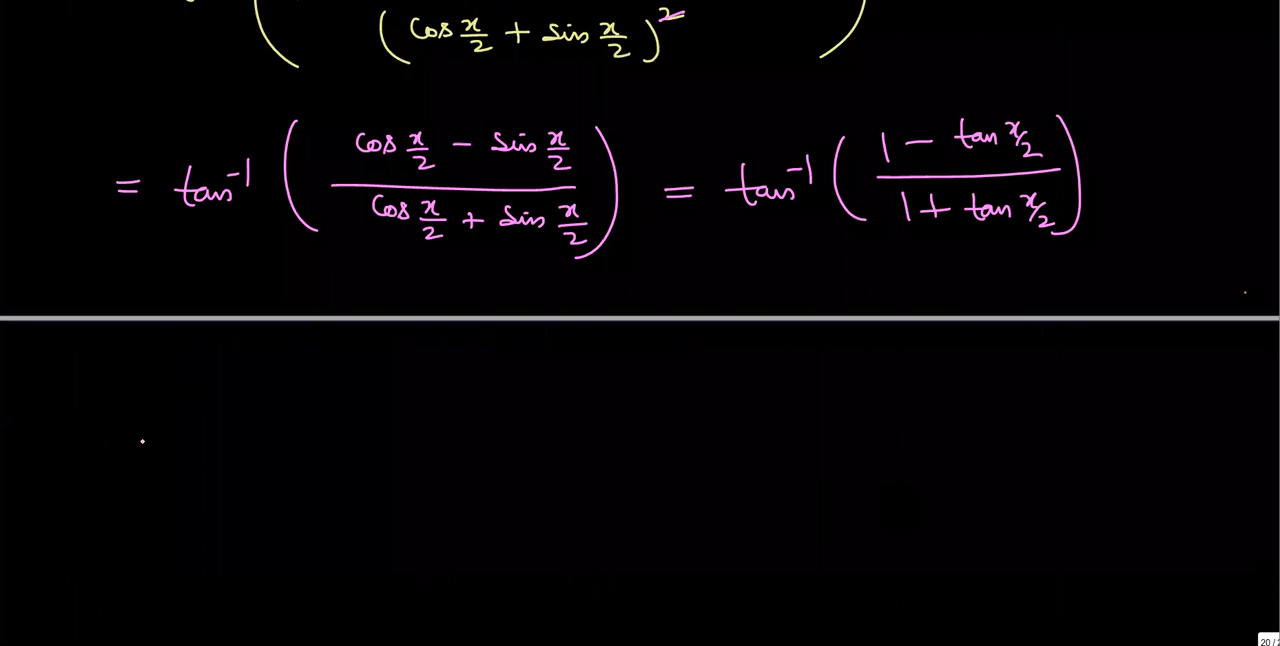 (cos x/2 + sin x/2)²
= tan⁻¹ ( (cos x/2 − sin x/2) / (cos x/2 + sin x/2) ) = tan⁻¹ ( (1 − tan x/2) / (1 + tan x/2) )